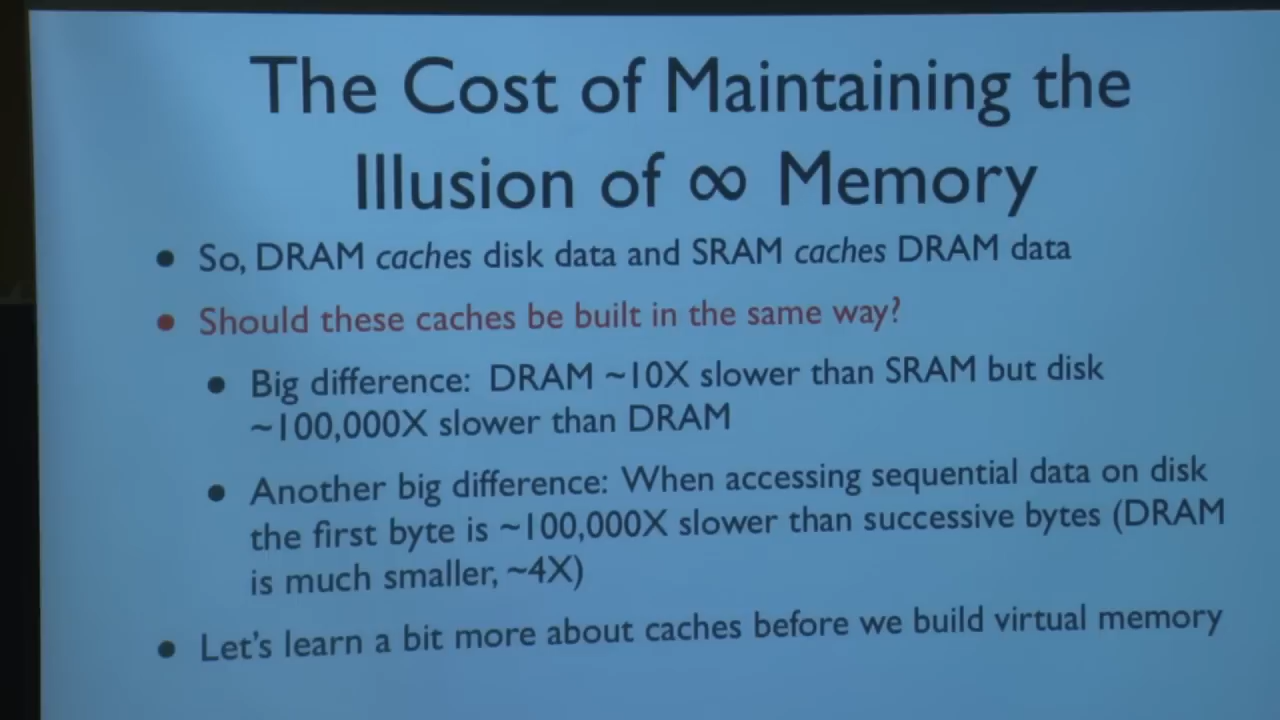 The Cost of Maintaining the
Illusion of ∞ Memory
• So, DRAM caches disk data and SRAM caches DRAM data
• Should these caches be built in the same way?
• Big difference: DRAM ~10X slower than SRAM but disk
~100,000X slower than DRAM
• Another big difference: When accessing sequential data on disk
the first byte is ~100,000X slower than successive bytes (DRAM
is much smaller, ~4X)
• Let's learn a bit more about caches before we build virtual memory